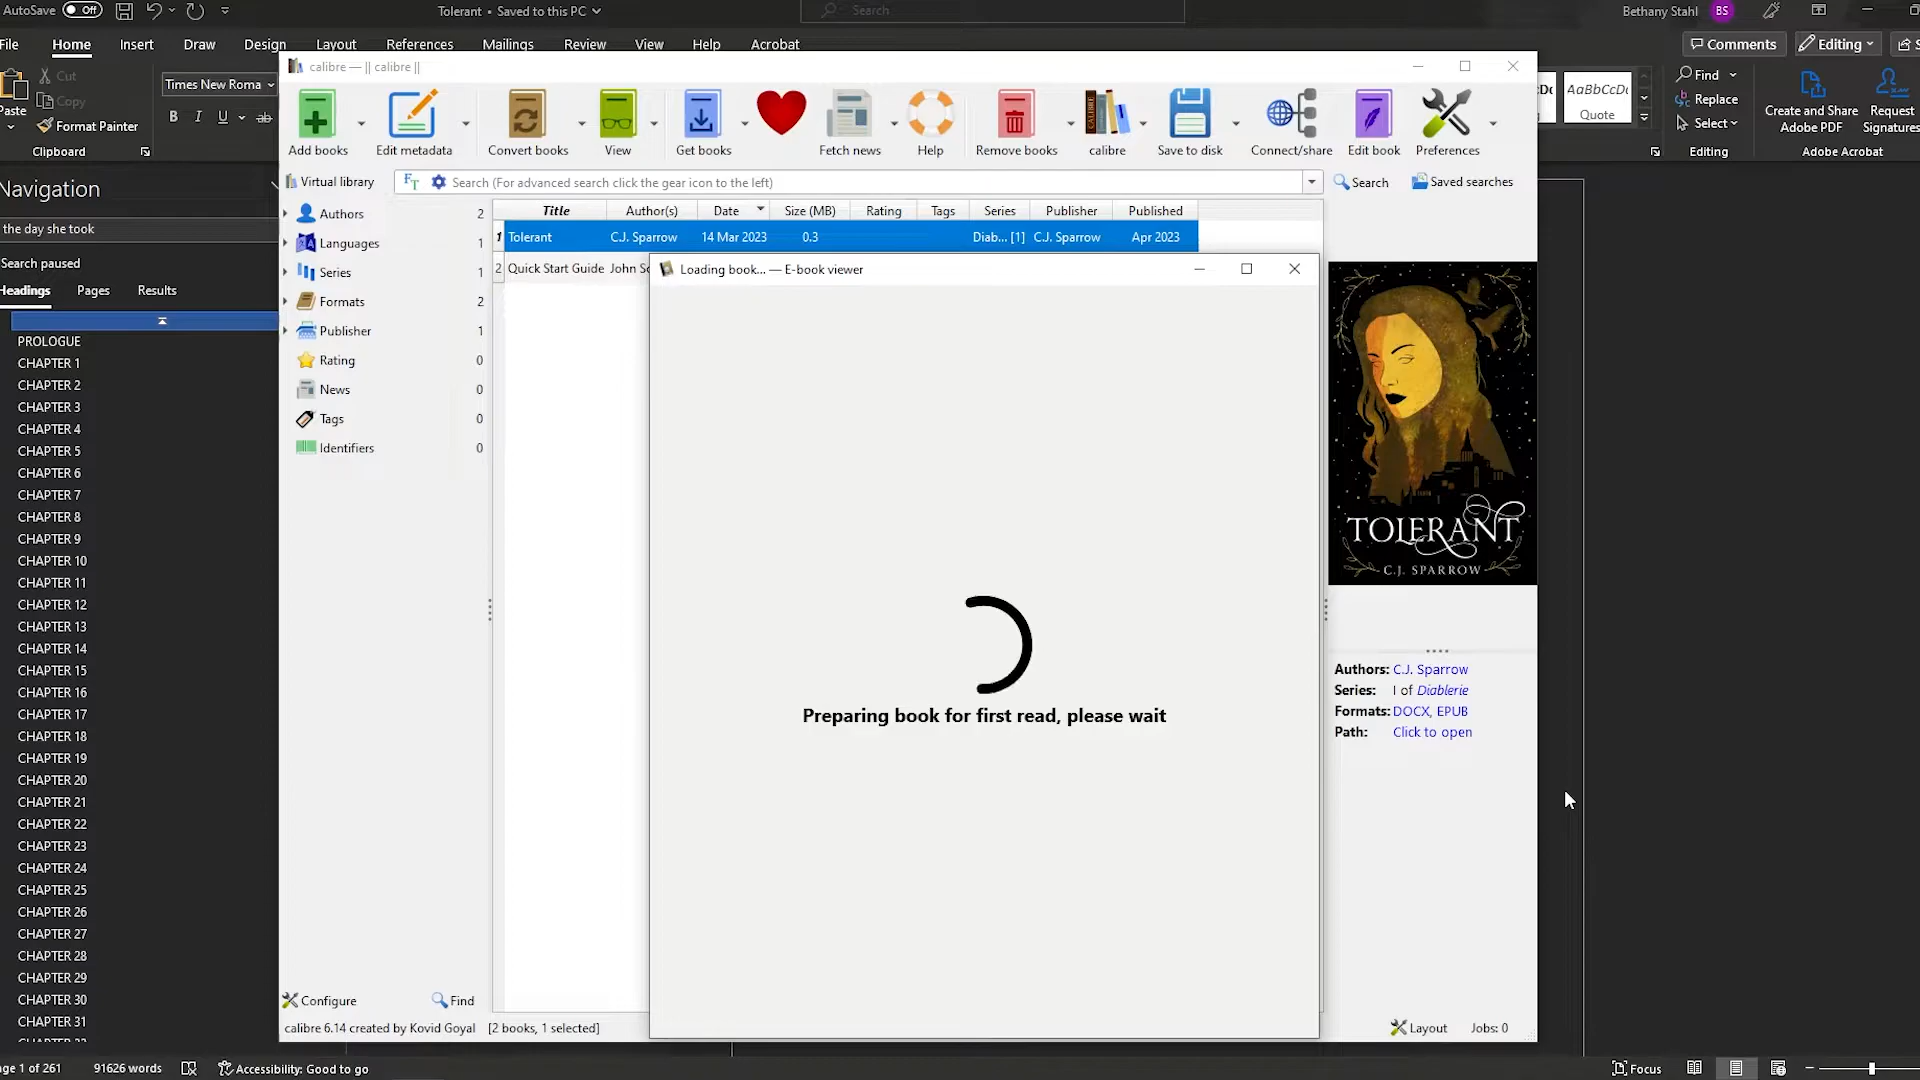 AutoSave Off Tolerant • Saved to this PC Search Bethany Stahl BS
File Home Insert Draw Design Layout References Mailings Review View Help Acrobat Comments Editing
Paste Cut
Copy
Format Painter
Clipboard
Times New Roma
B I U ab
AaBbCcDc
Quote
Find
Replace
Select
Editing
Create and Share
Adobe PDF
Request
Signatures
Adobe Acrobat
Navigation
the day she took
Search paused
Headings Pages Results
PROLOGUE
CHAPTER 1
CHAPTER 2
CHAPTER 3
CHAPTER 4
CHAPTER 5
CHAPTER 6
CHAPTER 7
CHAPTER 8
CHAPTER 9
CHAPTER 10
CHAPTER 11
CHAPTER 12
CHAPTER 13
CHAPTER 14
CHAPTER 15
CHAPTER 16
CHAPTER 17
CHAPTER 18
CHAPTER 19
CHAPTER 20
CHAPTER 21
CHAPTER 22
CHAPTER 23
CHAPTER 24
CHAPTER 25
CHAPTER 26
CHAPTER 27
CHAPTER 28
CHAPTER 29
CHAPTER 30
CHAPTER 31
calibre — || calibre ||
Add books Edit metadata Convert books View Get books Fetch news Help Remove books calibre Save to disk Connect/share Edit book Preferences
Virtual library FT Search (For advanced search click the gear icon to the left) Search Saved searches
Authors 2
Languages 1
Series 1
Formats 2
Publisher 1
Rating 0
News 0
Tags 0
Identifiers 0
Title Author(s) Date Size (MB) Rating Tags Series Publisher Published
1 Tolerant C.J. Sparrow 14 Mar 2023 0.3 Diab... [1] C.J. Sparrow Apr 2023
2 Quick Start Guide John
Loading book... — E-book viewer
Preparing book for first read, please wait
TOLERANT
C.J. SPARROW
Authors: C.J. Sparrow
Series: I of Diablerie
Formats: DOCX, EPUB
Path: Click to open
Configure Find
calibre 6.14 created by Kovid Goyal [2 books, 1 selected] Layout Jobs: 0
1 of 261 91626 words Accessibility: Good to go Focus